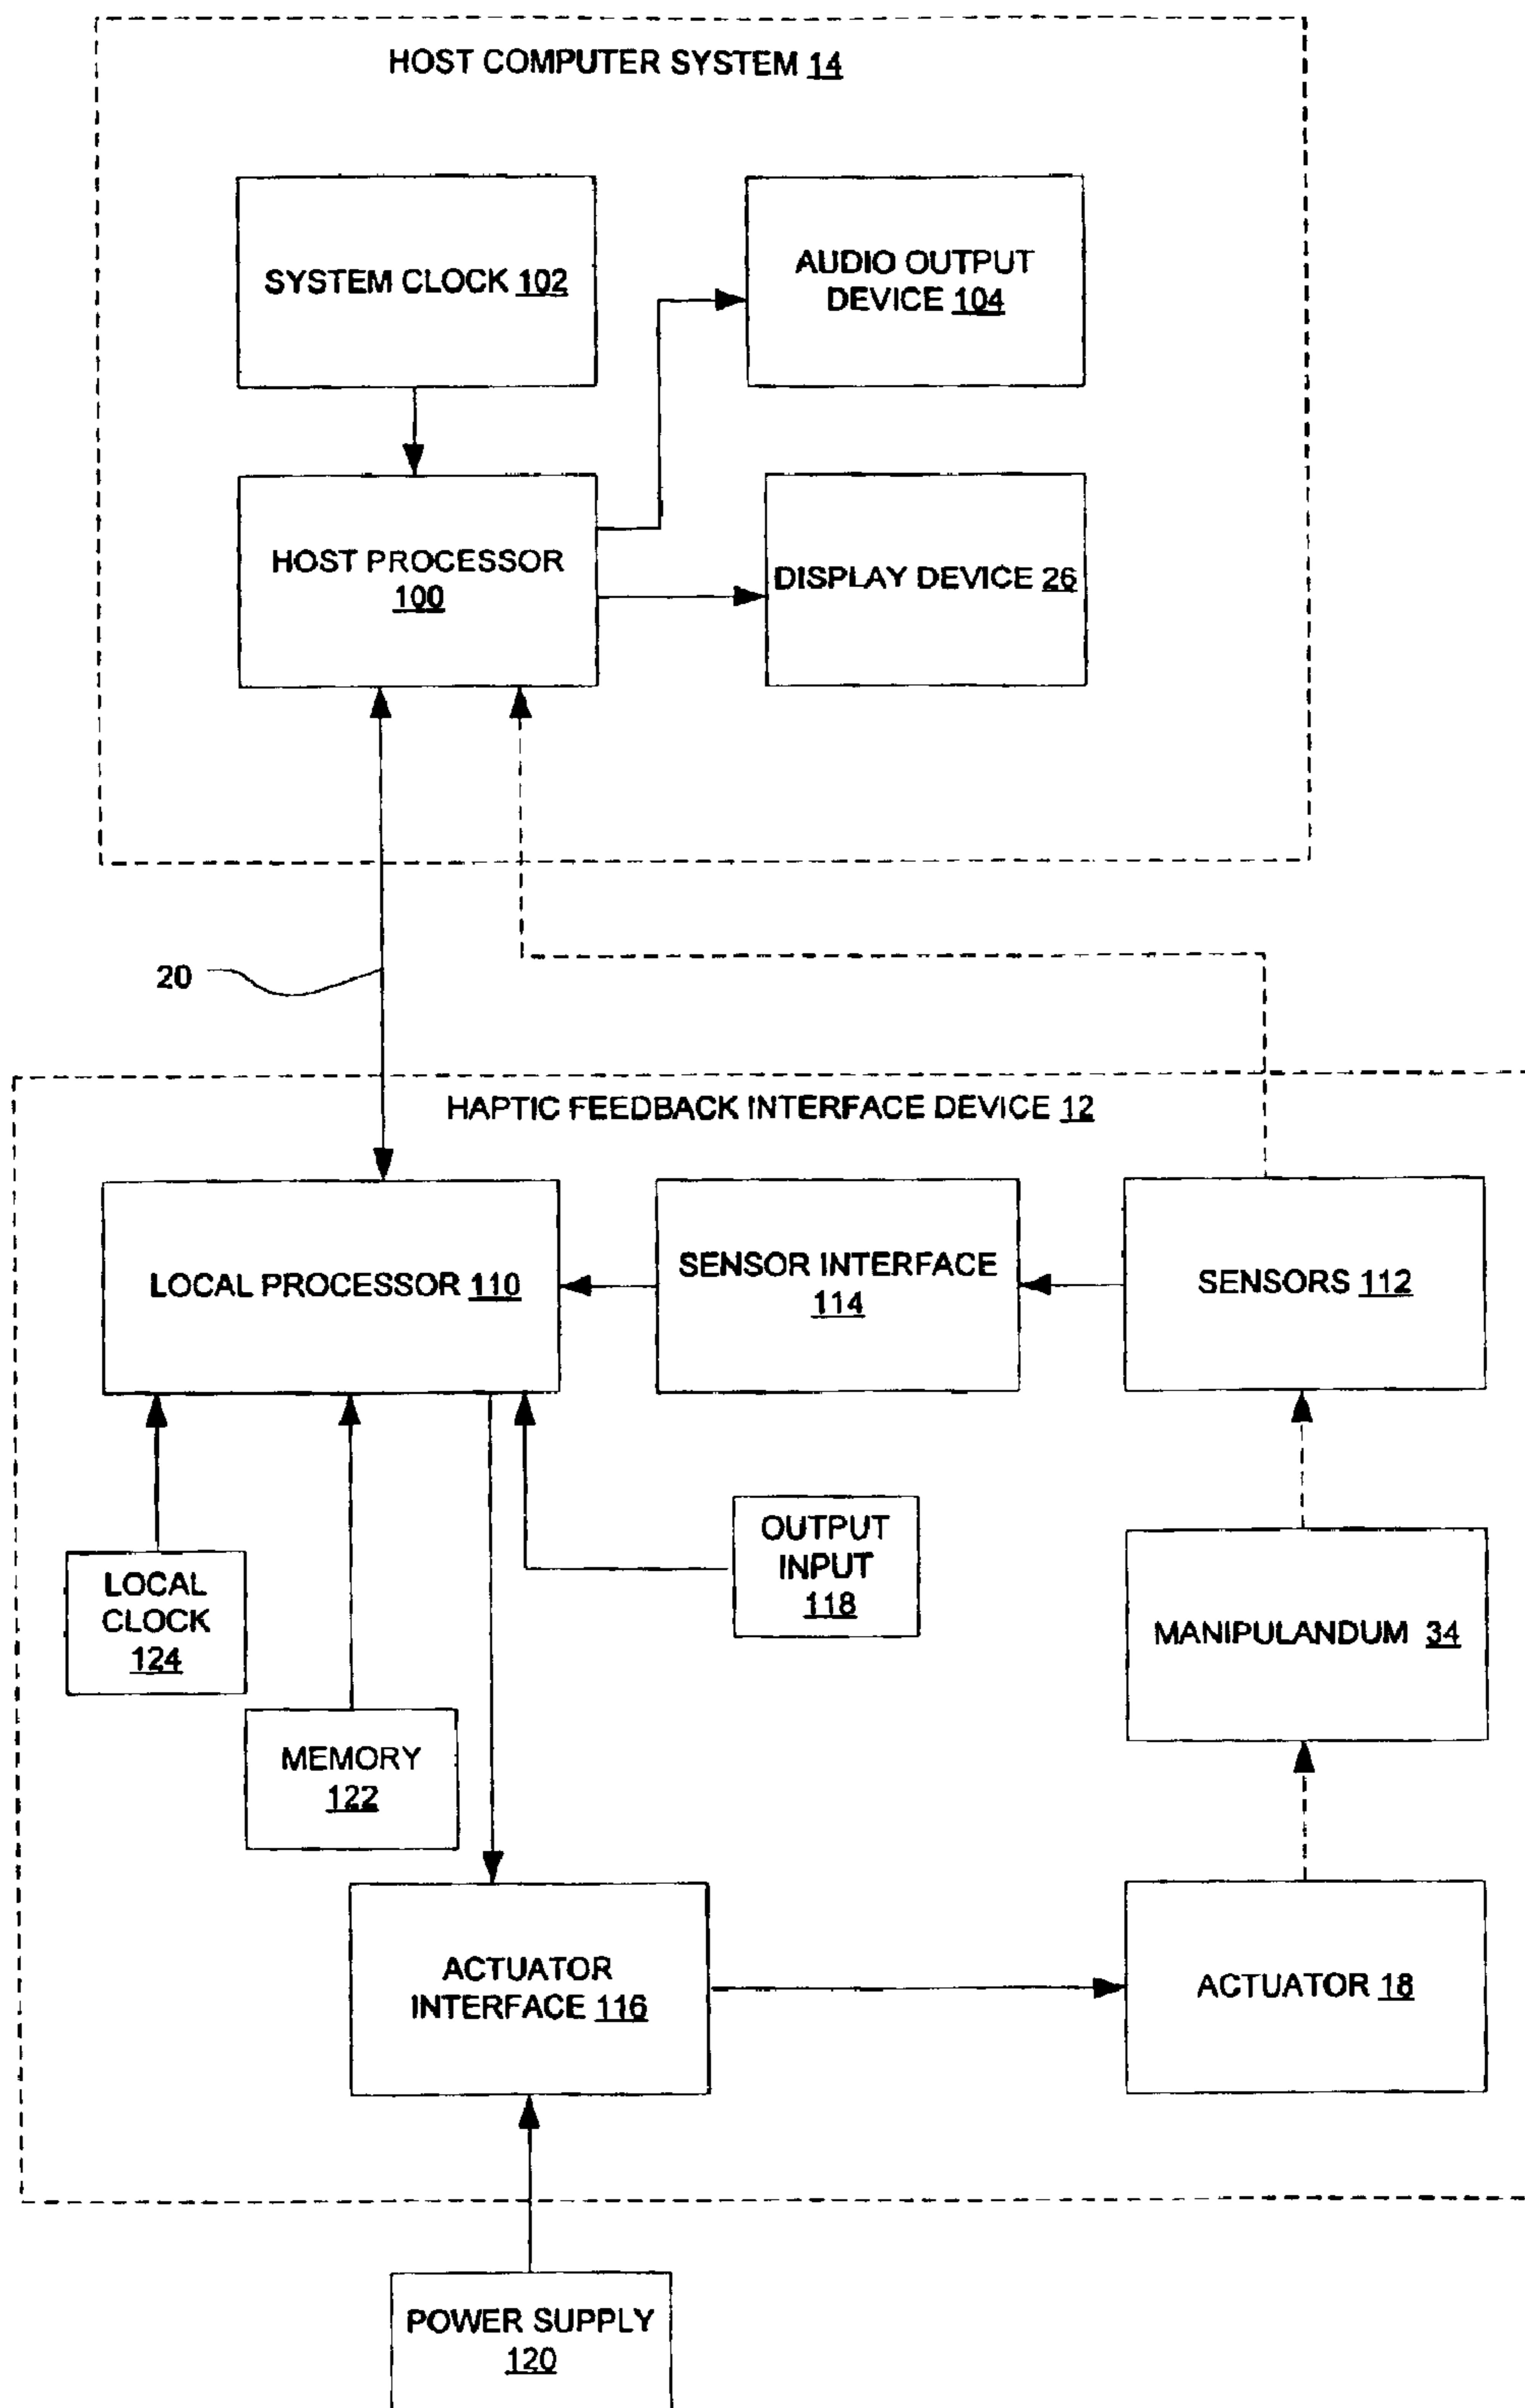 HOST COMPUTER SYSTEM 14
SYSTEM CLOCK 102
AUDIO OUTPUT
DEVICE 104
HOST PROCESSOR
100
DISPLAY DEVICE 26
20
HAPTIC FEEDBACK INTERFACE DEVICE 12
LOCAL PROCESSOR 110
SENSOR INTERFACE
114
SENSORS 112
LOCAL
CLOCK
124
OUTPUT
INPUT
118
MANIPULANDUM 34
MEMORY
122
ACTUATOR
INTERFACE 116
ACTUATOR 18
POWER SUPPLY
120